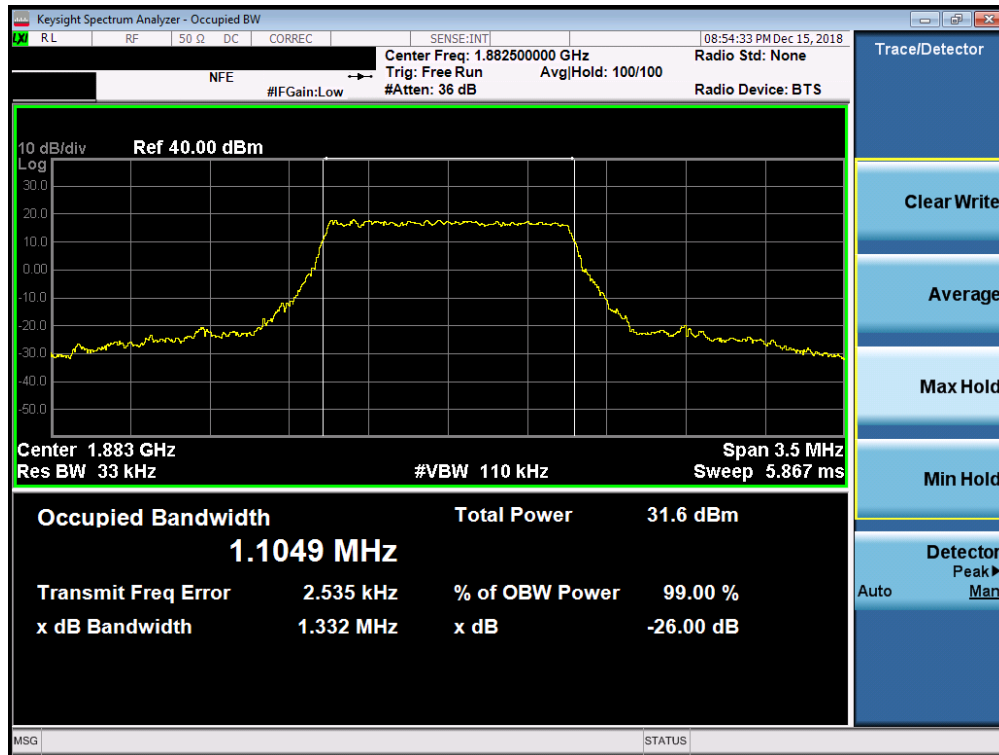 Keysight Spectrum Analyzer - Occupied BW
LXI RL RF 50 Ω DC CORREC SENSE:INT 08:54:33 PM Dec 15, 2018
Center Freq: 1.882500000 GHz Radio Std: None
NFE Trig: Free Run Avg|Hold: 100/100
#IFGain:Low #Atten: 36 dB Radio Device: BTS
10 dB/div Ref 40.00 dBm
Log
30.0
20.0
10.0
0.00
-10.0
-20.0
-30.0
-40.0
-50.0
Center 1.883 GHz Span 3.5 MHz
Res BW 33 kHz #VBW 110 kHz Sweep 5.867 ms
Occupied Bandwidth Total Power 31.6 dBm
1.1049 MHz
Transmit Freq Error 2.535 kHz % of OBW Power 99.00 %
x dB Bandwidth 1.332 MHz x dB -26.00 dB
MSG STATUS
Trace/Detector
Clear Write
Average
Max Hold
Min Hold
Detector
Peak▶
Auto Man